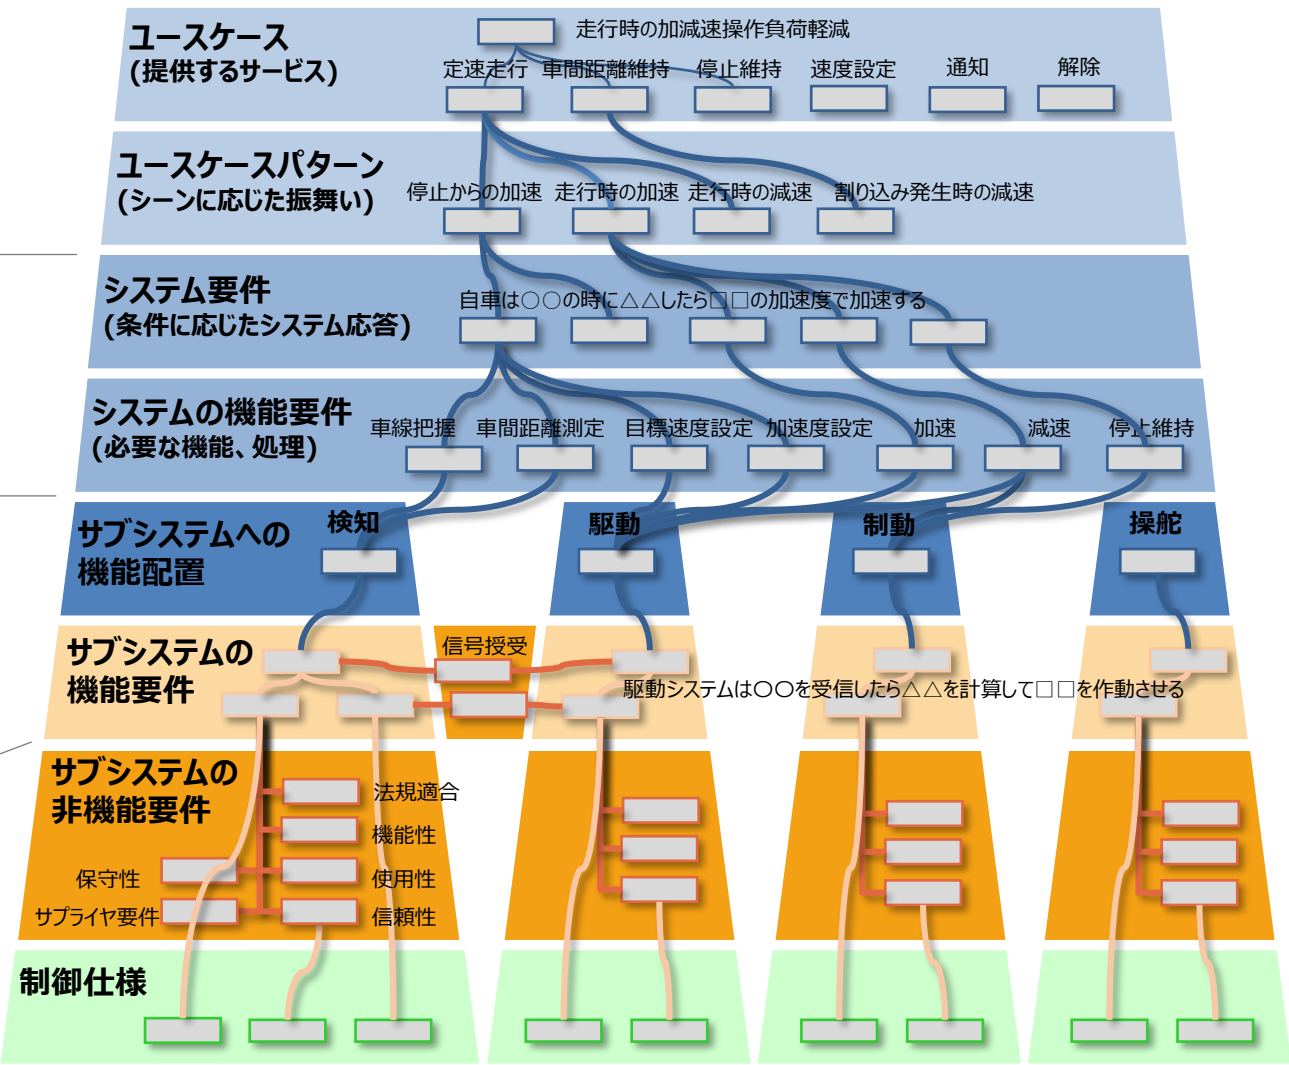 ユースケース
(提供するサービス)
走行時の加減速操作負荷軽減
定速走行 車間距離維持 停止維持 速度設定 通知 解除
ユースケースパターン
(シーンに応じた振舞い)
停止からの加速 走行時の加速 走行時の減速 割り込み発生時の減速
システム要件
(条件に応じたシステム応答)
自車は○○の時に△△したら□□の加速度で加速する
システムの機能要件
(必要な機能、処理)
車線把握 車間距離測定 目標速度設定 加速度設定 加速 減速 停止維持
サブシステムへの
機能配置
検知 駆動 制動 操舵
サブシステムの
機能要件
信号授受
駆動システムは○○を受信したら△△を計算して□□を作動させる
サブシステムの
非機能要件
法規適合
機能性
保守性 使用性
サプライヤ要件 信頼性
制御仕様